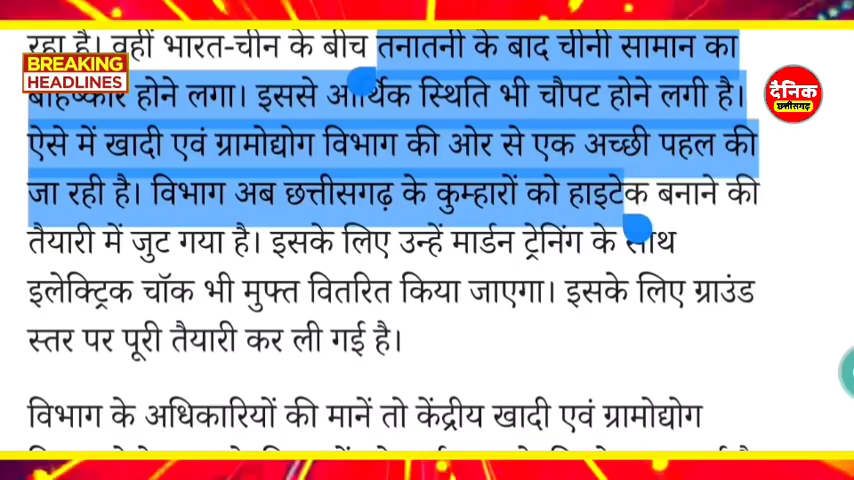 रहा है। वहीं भारत-चीन के बीच तनातनी के बाद चीनी सामान का
BREAKING
HEADLINES
बहिष्कार होने लगा। इससे आर्थिक स्थिति भी चौपट होने लगी है।
दैनिक
छत्तीसगढ़
ऐसे में खादी एवं ग्रामोद्योग विभाग की ओर से एक अच्छी पहल की
जा रही है। विभाग अब छत्तीसगढ़ के कुम्हारों को हाइटेक बनाने की
तैयारी में जुट गया है। इसके लिए उन्हें मार्डन ट्रेनिंग के साथ
इलेक्ट्रिक चॉक भी मुफ्त वितरित किया जाएगा। इसके लिए ग्राउंड
स्तर पर पूरी तैयारी कर ली गई है।
विभाग के अधिकारियों की मानें तो केंद्रीय खादी एवं ग्रामोद्योग